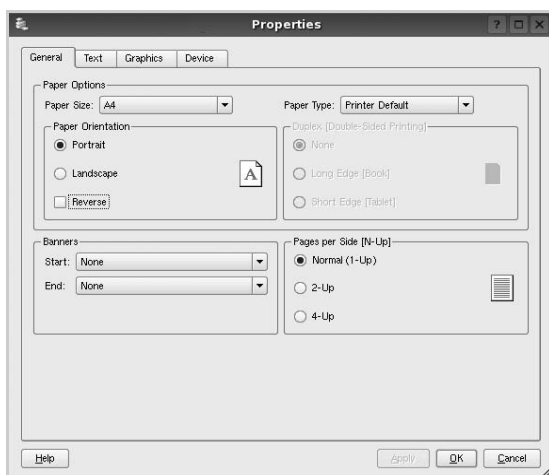 Properties
General Text Graphics Device
Paper Options
Paper Size: A4 Paper Type: Printer Default
Paper Orientation
Portrait
Landscape
Reverse
A
Duplex [Double-Sided Printing]
None
Long Edge [Book]
Short Edge [Tablet]
Banners
Start: None
End: None
Pages per Side [N-Up]
Normal (1-Up)
2-Up
4-Up
Help Apply OK Cancel